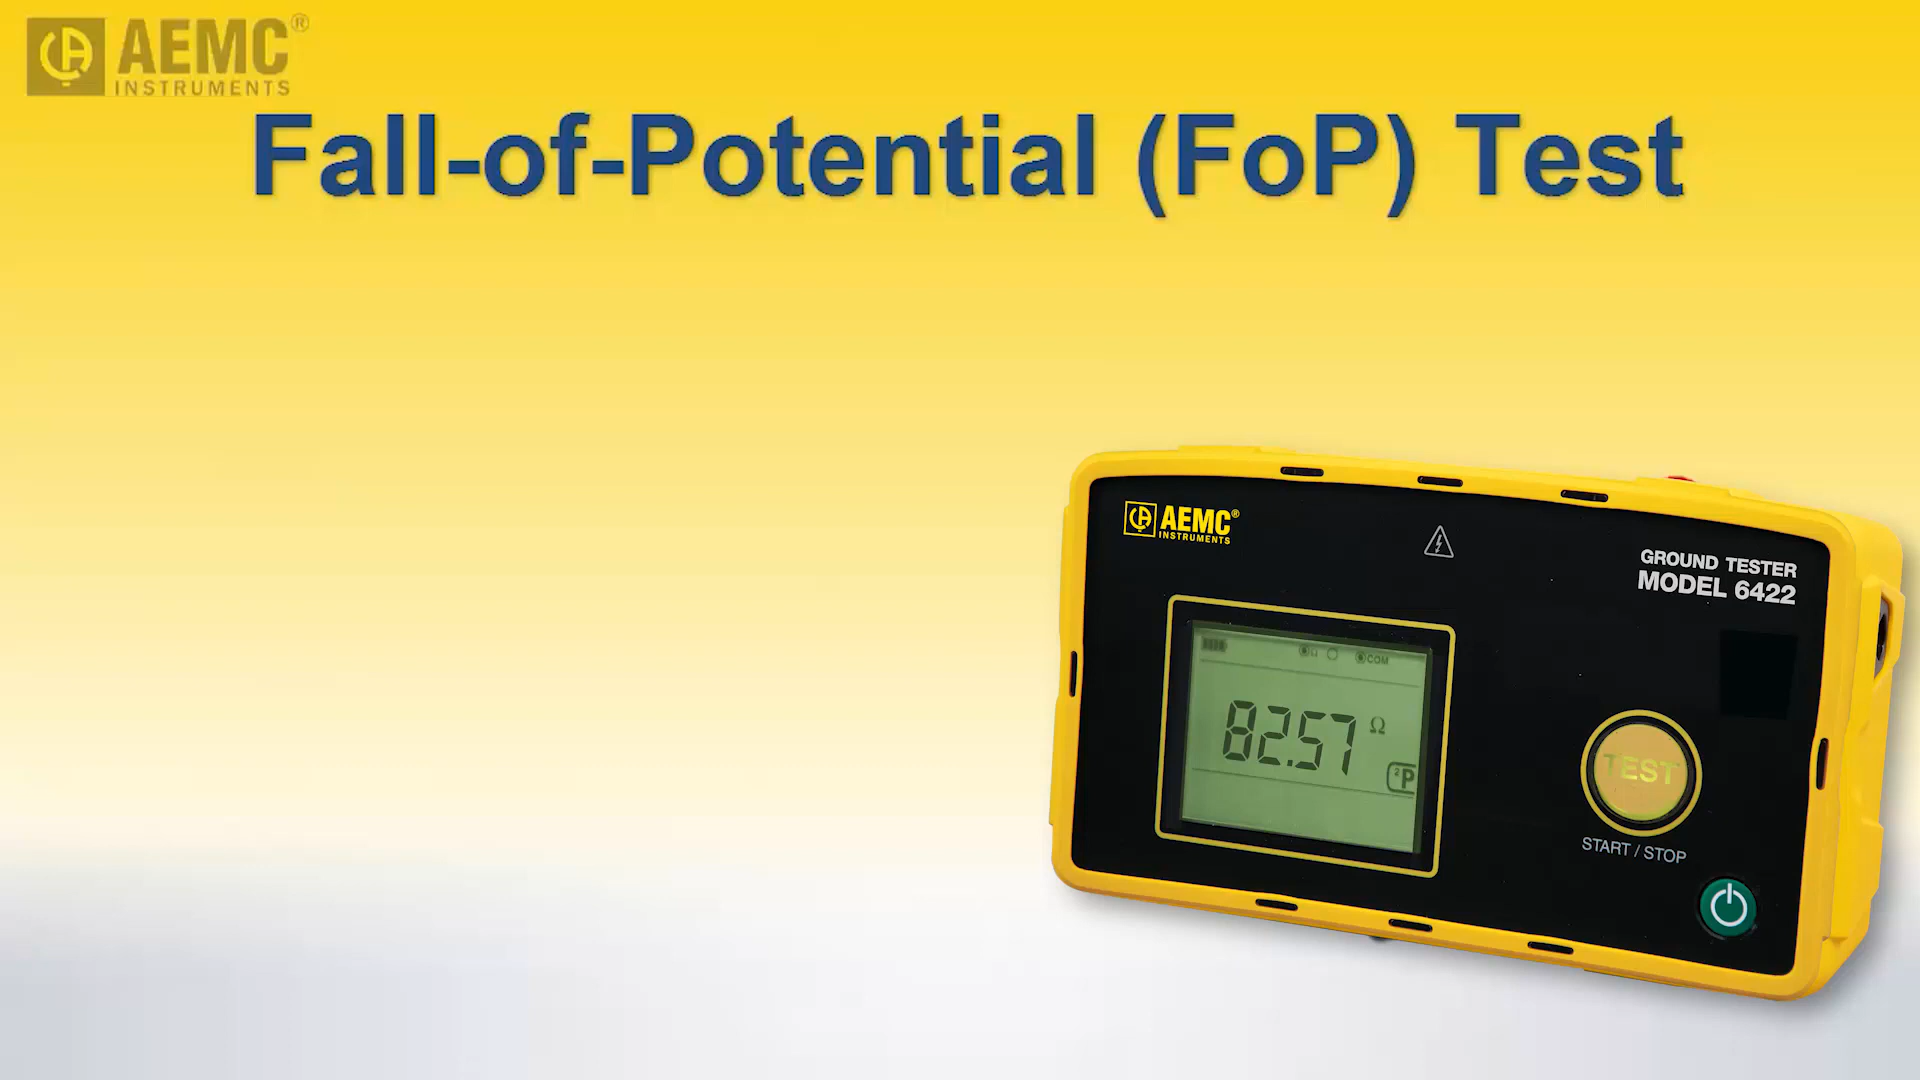 AEMC®
INSTRUMENTS
Fall-of-Potential (FoP) Test
AEMC®
INSTRUMENTS
GROUND TESTER
MODEL 6422
Ω COM
82.57 Ω
2P
TEST
START / STOP